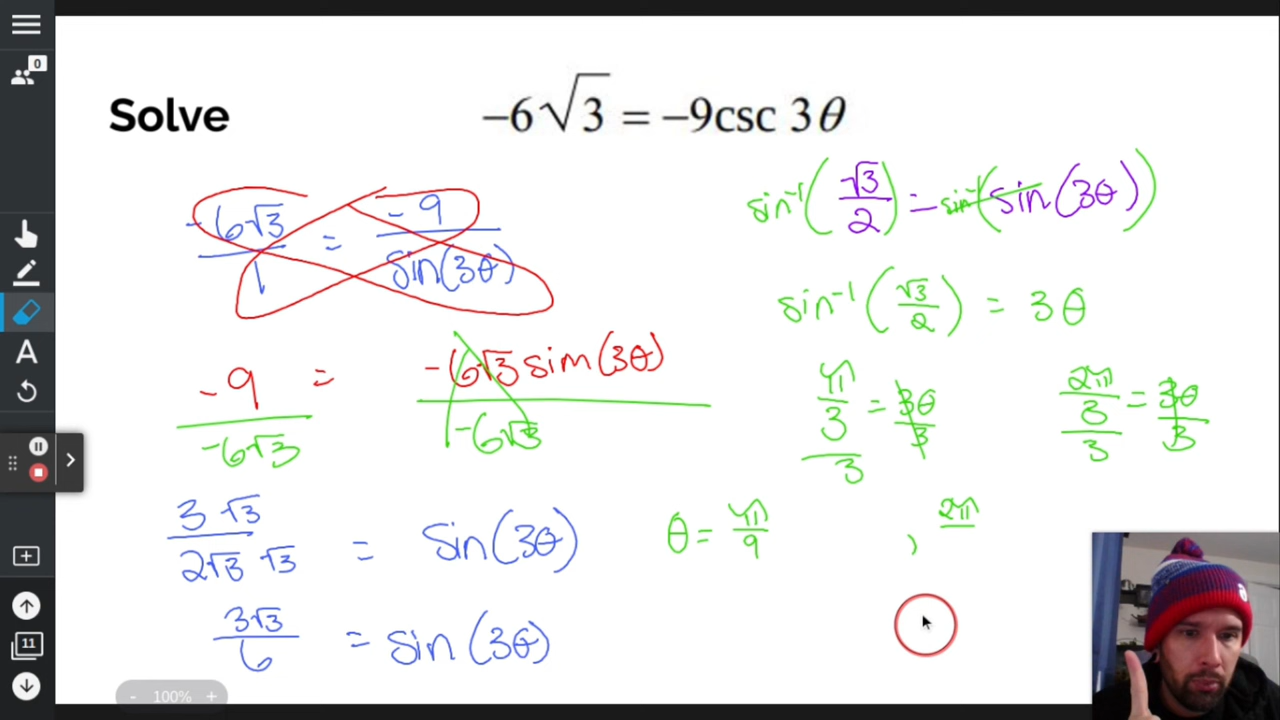 0
Solve
−6√3 = −9csc 3θ
-6√3/1 = -9/sin(3θ)
-9/-6√3 = -6√3 sin(3θ)/-6√3
3 √3/2√3 √3 = sin(3θ)
3√3/6 = sin(3θ)
sin⁻¹(√3/2) = sin⁻¹(sin(3θ))
sin⁻¹(√3/2) = 3θ
π/3/3 = 3θ/3
2π/3/3 = 3θ/3
θ = π/9 , 2π/
A
11
- 100% +